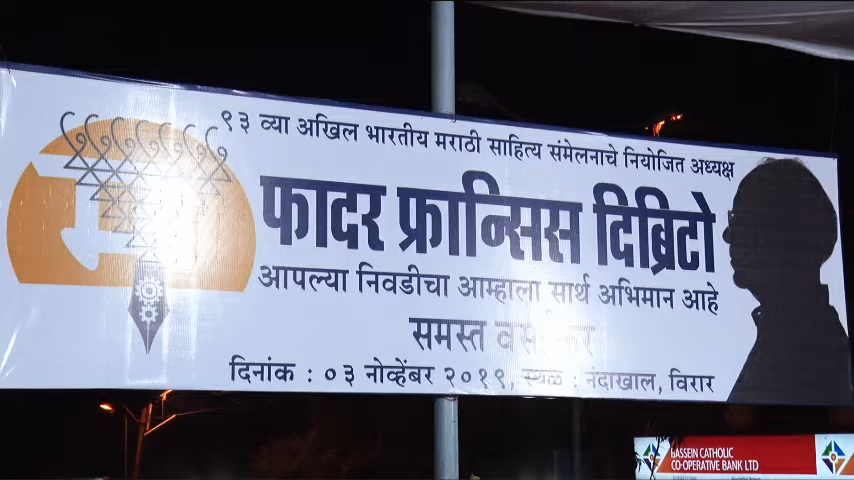 ९३ व्या अखिल भारतीय मराठी साहित्य संमेलनाचे नियोजित अध्यक्ष
फादर फ्रान्सिस दिब्रिटो
आपल्या निवडीचा आम्हाला सार्थ अभिमान आहे
समस्त
दिनांक : ०३ नोव्हेंबर २०१९, स्थळ : नंदाखाल, विरार
BASSEIN CATHOLIC
CO-OPERATIVE BANK LTD